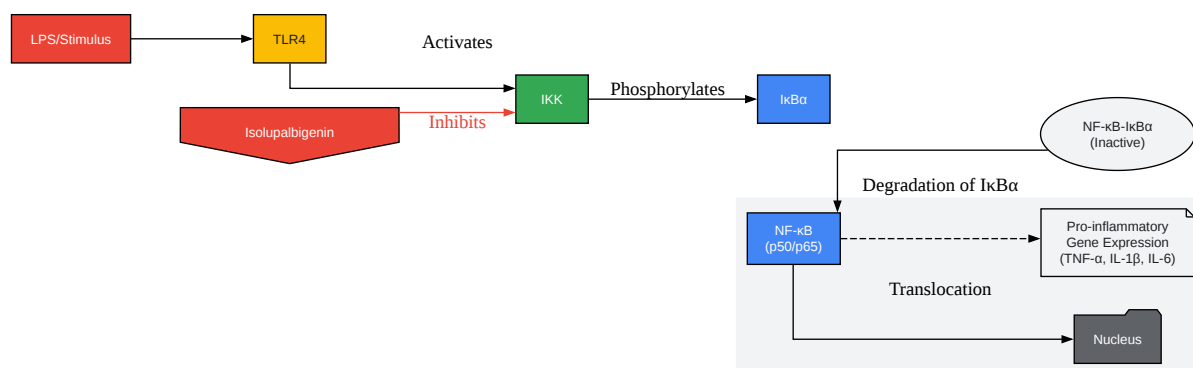 LPS/Stimulus
TLR4
Activates
IKK
Phosphorylates
IκBα
Isolupalbigenin
Inhibits
NF-κB-IκBα
(Inactive)
Degradation of IκBα
NF-κB
(p50/p65)
Pro-inflammatory
Gene Expression
(TNF-α, IL-1β, IL-6)
Translocation
Nucleus